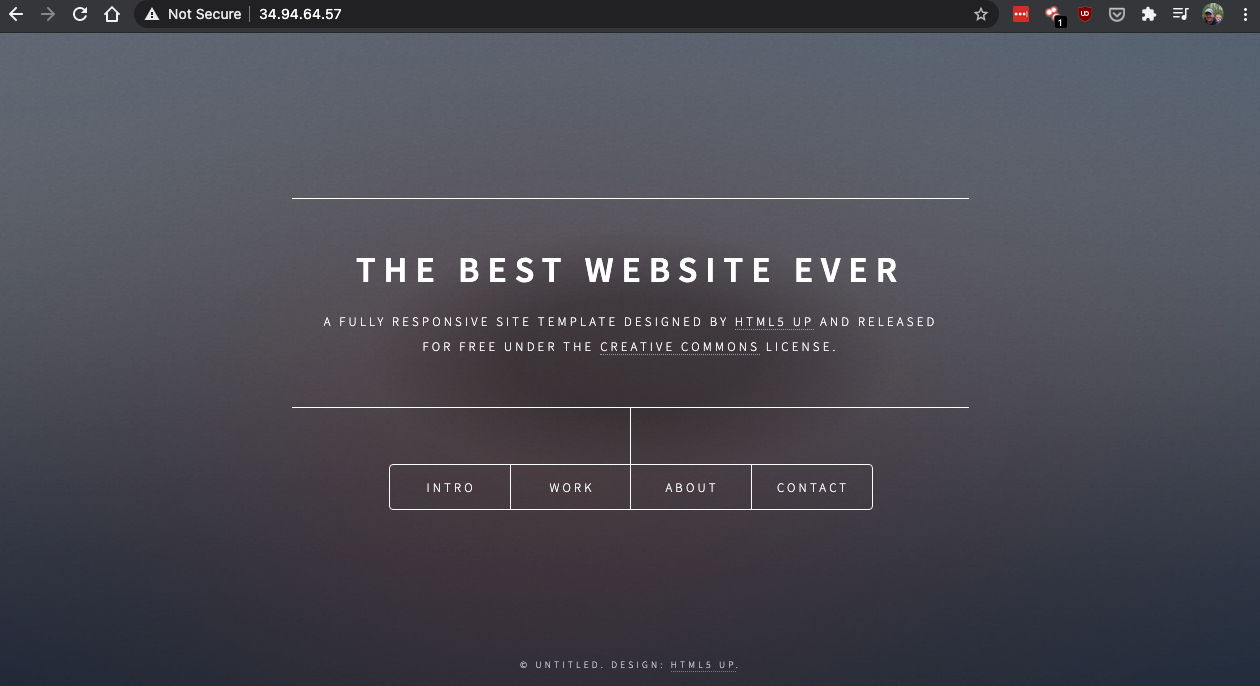 Not Secure 34.94.64.57
1
UD
THE BEST WEBSITE EVER
A FULLY RESPONSIVE SITE TEMPLATE DESIGNED BY HTML5 UP AND RELEASED
FOR FREE UNDER THE CREATIVE COMMONS LICENSE.
INTRO WORK ABOUT CONTACT
© UNTITLED. DESIGN: HTML5 UP.